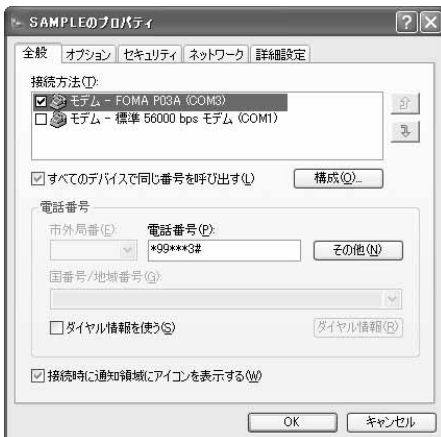 SAMPLEのプロパティ
全般 オプション セキュリティ ネットワーク 詳細設定
接続方法(T):
モデム - FOMA P03A (COM3)
モデム - 標準 56000 bps モデム (COM1)
すべてのデバイスで同じ番号を呼び出す(L) 構成(O)...
電話番号
市外局番(E): 電話番号(P):
*99***3# その他(N)
国番号/地域番号(G):
ダイヤル情報を使う(S) ダイヤル情報(R)
接続時に通知領域にアイコンを表示する(W)
OK キャンセル